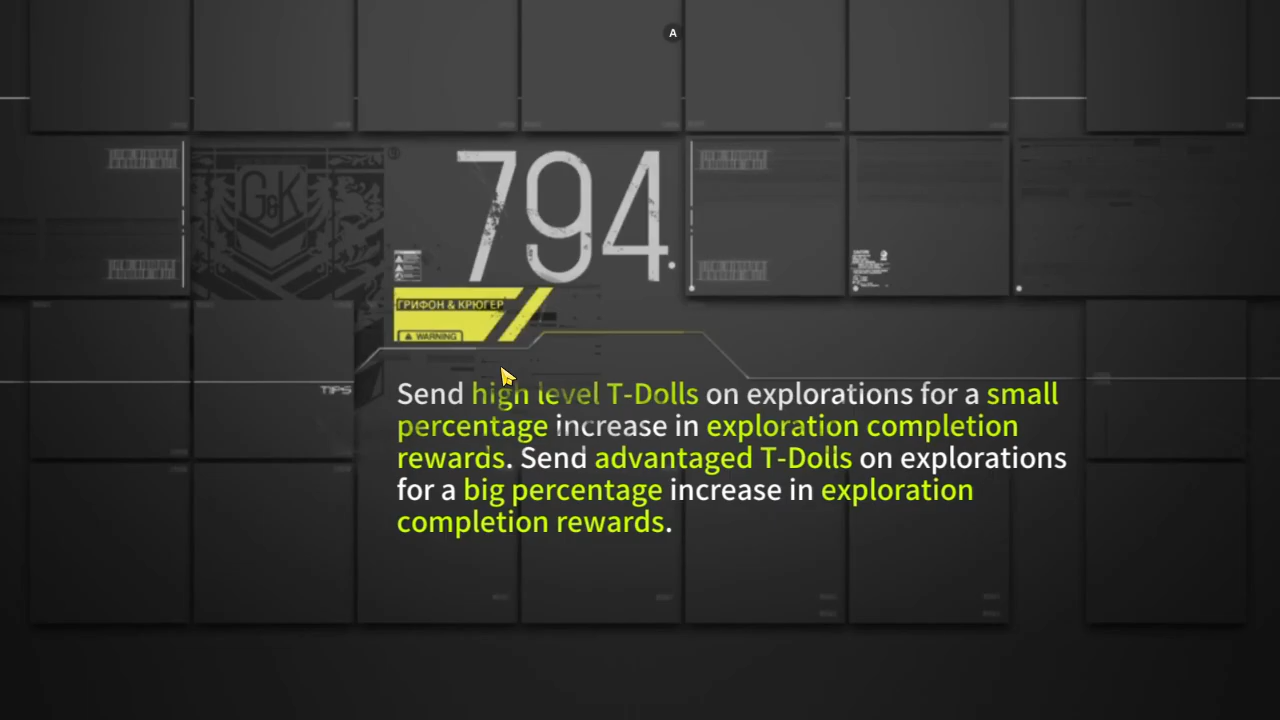 A
G&K
794.
ГРИФОН & КРЮГЕР
WARNING
TIPS
Send high level T-Dolls on explorations for a small
percentage increase in exploration completion
rewards. Send advantaged T-Dolls on explorations
for a big percentage increase in exploration
completion rewards.